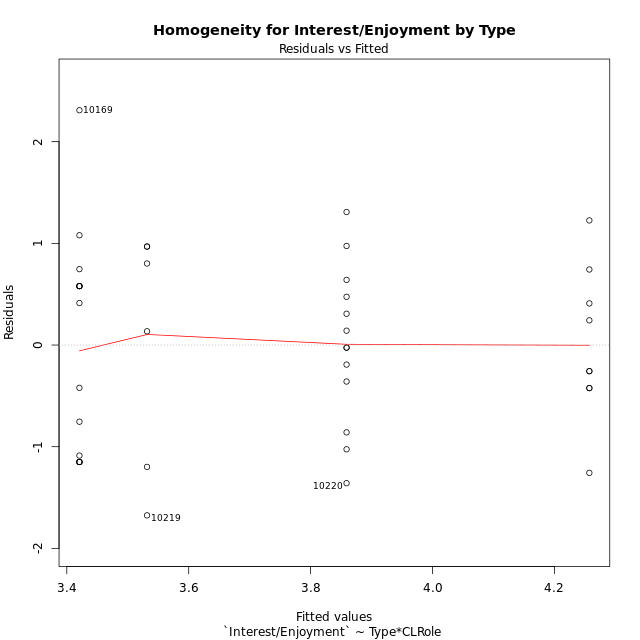 Homogeneity for Interest/Enjoyment by Type
Residuals vs Fitted
10169
10220
10219
Residuals
2
1
0
-1
-2
3.4 3.6 3.8 4.0 4.2
Fitted values
`Interest/Enjoyment` ~ Type*CLRole